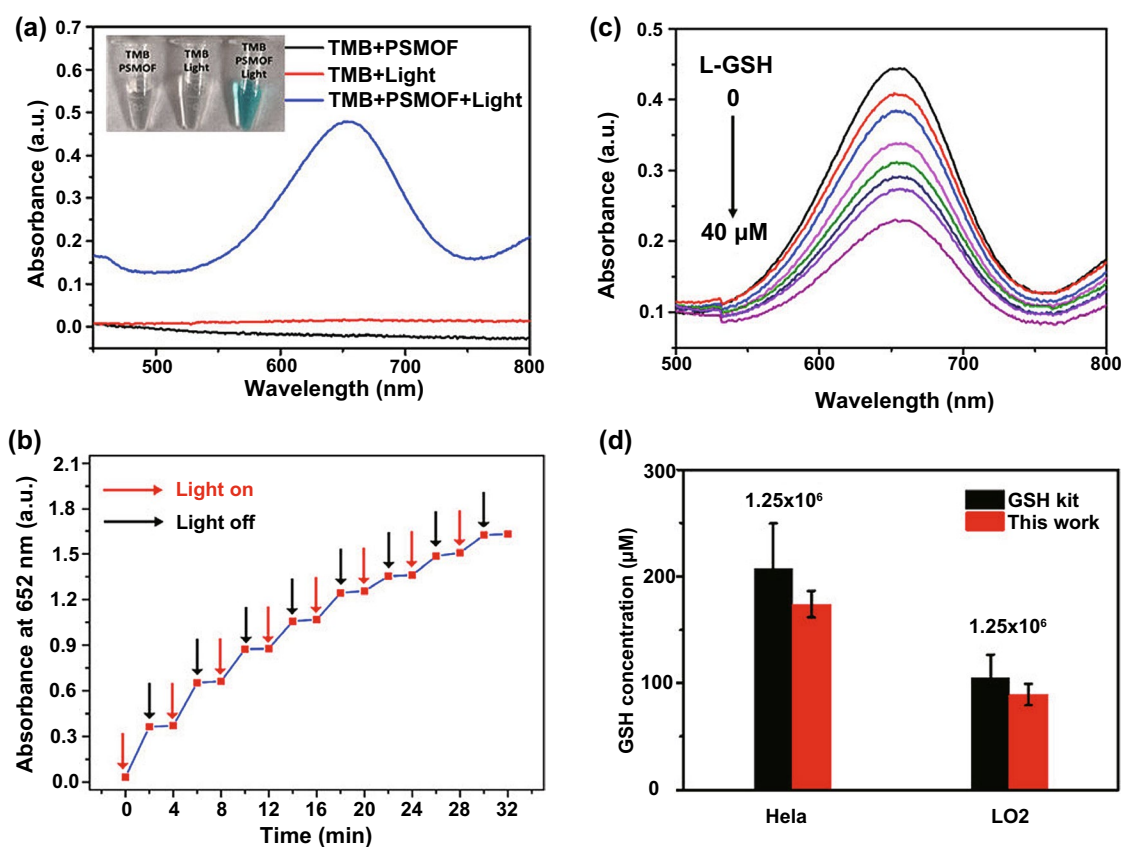 (a)
Absorbance (a.u.)
0.7
0.6
0.5
0.4
0.3
0.2
0.1
0.0
TMB
PSMOF
TMB
Light
TMB
PSMOF
Light
TMB+PSMOF
TMB+Light
TMB+PSMOF+Light
500 600 700 800
Wavelength (nm)
(c)
Absorbance (a.u.)
0.5
0.4
0.3
0.2
0.1
L-GSH
0
40 µM
500 600 700 800
Wavelength (nm)
(b)
Absorbance at 652 nm (a.u.)
2.1
1.8
1.5
1.2
0.9
0.6
0.3
0.0
Light on
Light off
0 4 8 12 16 20 24 28 32
Time (min)
(d)
GSH concentration (µM)
300
200
100
0
1.25x10⁶
1.25x10⁶
GSH kit
This work
Hela LO2